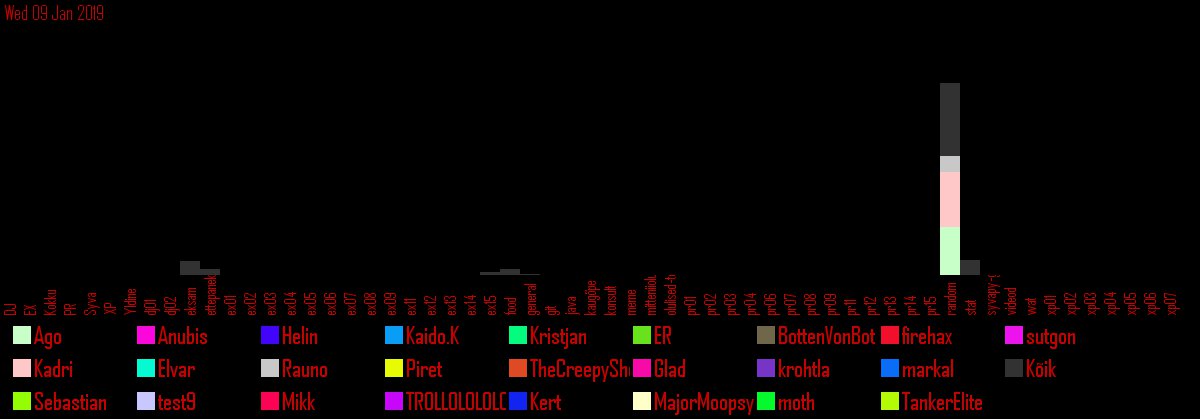 Wed 09 Jan 2019
DJ EX Kokku PR Syva XP Yldine dj01 dj02 eksam ettepanek ex01 ex02 ex03 ex04 ex05 ex06 ex07 ex08 ex09 ex11 ex12 ex13 ex14 ex15 food general git java kaugõpe konsult meme mitteniidi olulised-t pr01 pr02 pr03 pr04 pr06 pr07 pr08 pr09 pr11 pr12 pr13 pr14 pr15 random stat syvapy videod wat xp01 xp02 xp03 xp04 xp05 xp06 xp07
Ago Anubis Helin Kaido.K Kristjan ER BottenVonBot firehax sutgon
Kadri Elvar Rauno Piret TheCreepySh Glad krohtla markal Kõik
Sebastian test9 Mikk TROLLOLOLOLO Kert MajorMoopsy moth TankerElite